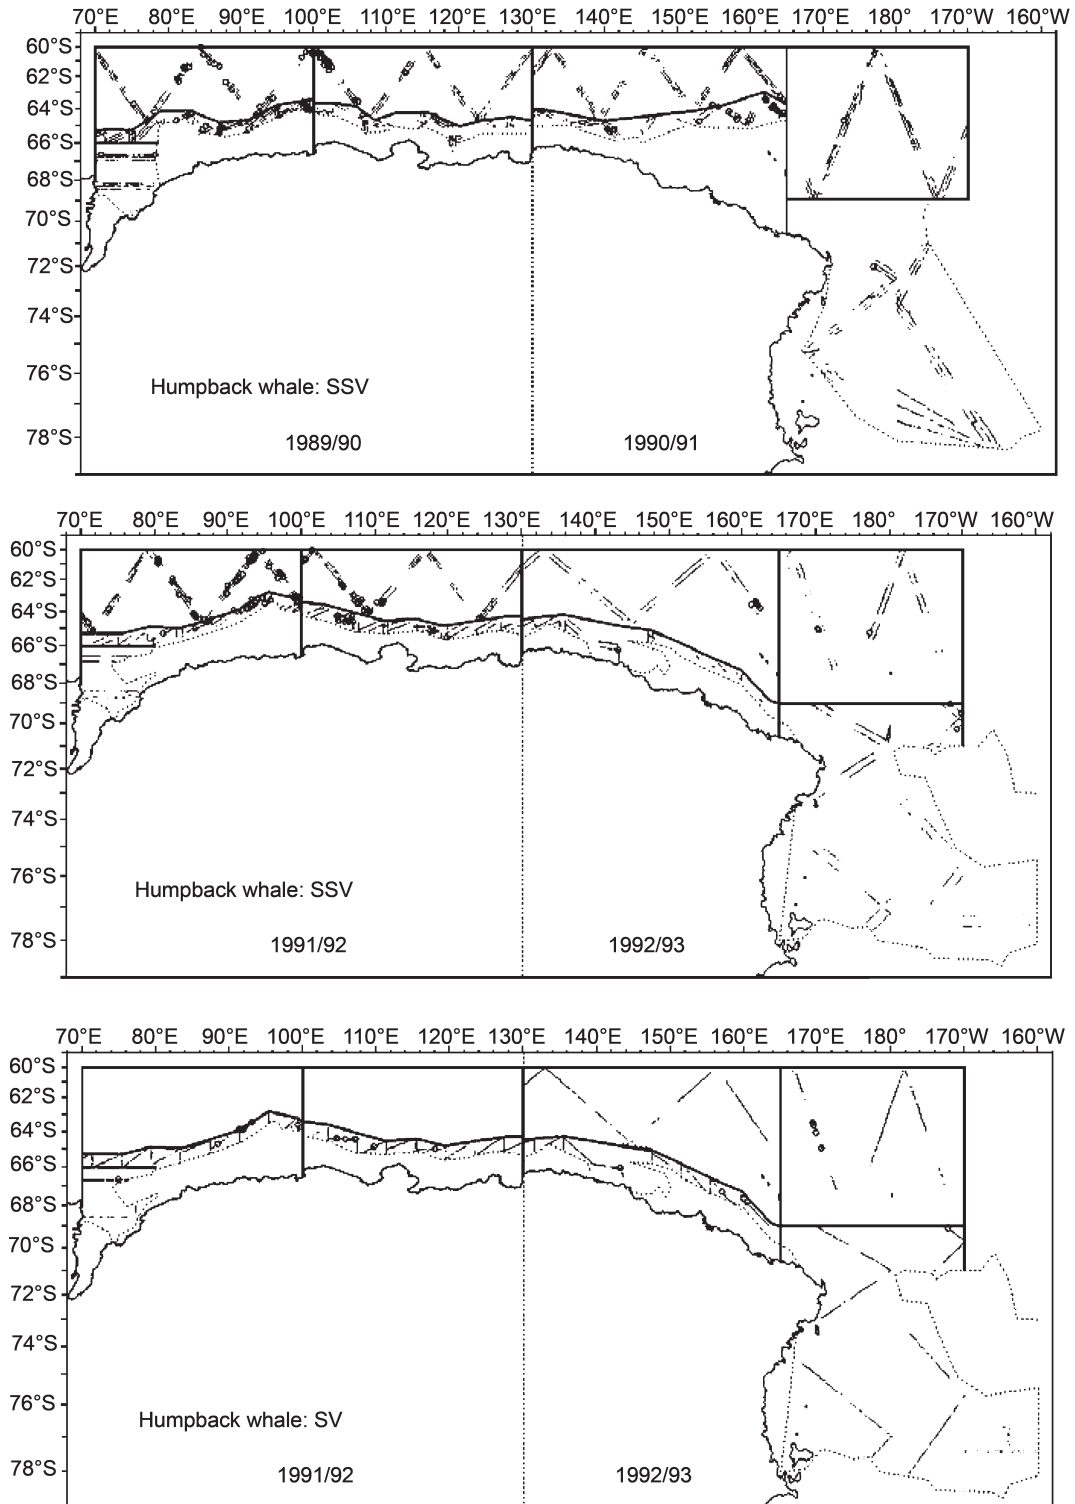 70°E 80°E 90°E 100°E 110°E 120°E 130°E 140°E 150°E 160°E 170°E 180° 170°W 160°W
60°S
62°S
64°S
66°S
68°S
70°S
72°S
74°S
76°S
Humpback whale: SSV
78°S
1989/90 1990/91
70°E 80°E 90°E 100°E 110°E 120°E 130°E 140°E 150°E 160°E 170°E 180° 170°W 160°W
60°S
62°S
64°S
66°S
68°S
70°S
72°S
74°S
76°S
Humpback whale: SSV
78°S
1991/92 1992/93
70°E 80°E 90°E 100°E 110°E 120°E 130°E 140°E 150°E 160°E 170°E 180° 170°W 160°W
60°S
62°S
64°S
66°S
68°S
70°S
72°S
74°S
76°S
Humpback whale: SV
78°S
1991/92 1992/93